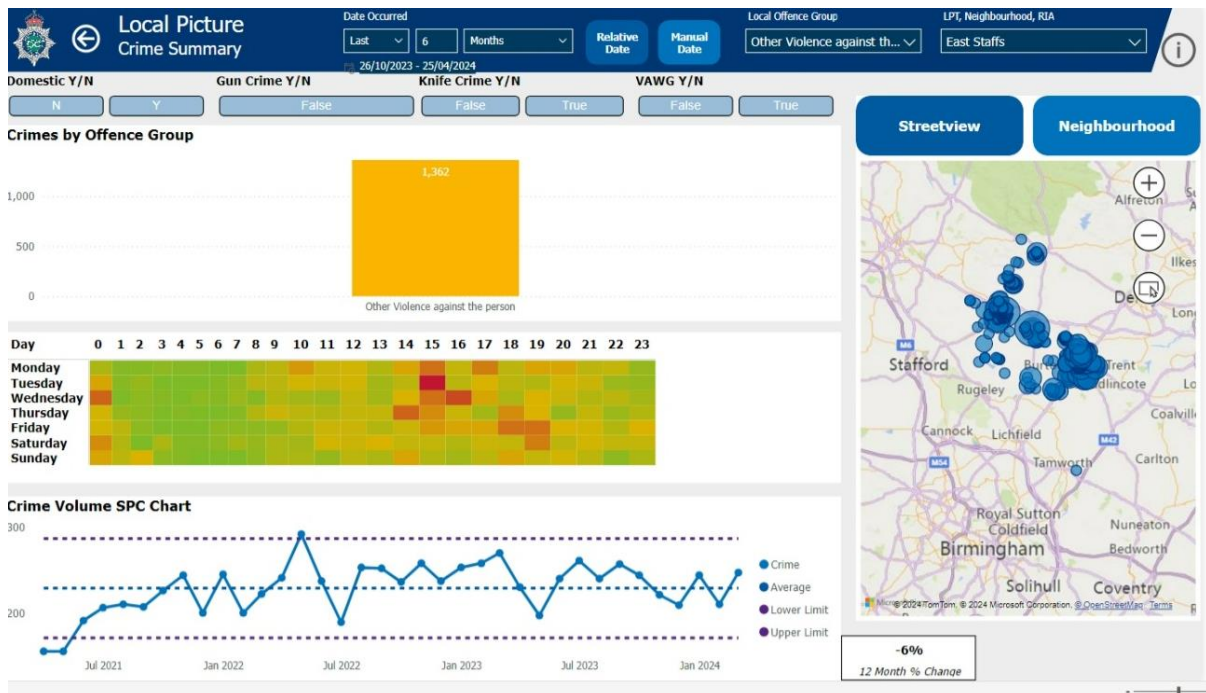 Local Picture
Crime Summary
Date Occurred
Last
6
Months
26/10/2023 - 25/04/2024
Relative Date
Manual Date
Local Offence Group
Other Violence against th...
LPT, Neighbourhood, RIA
East Staffs
i
Domestic Y/N
N
Y
Gun Crime Y/N
False
Knife Crime Y/N
False
True
VAWG Y/N
False
True
Streetview
Neighbourhood
Crimes by Offence Group
1,362
1,000
500
0
Other Violence against the person
Day 0 1 2 3 4 5 6 7 8 9 10 11 12 13 14 15 16 17 18 19 20 21 22 23
Monday
Tuesday
Wednesday
Thursday
Friday
Saturday
Sunday
Crime Volume SPC Chart
300
200
Jul 2021
Jan 2022
Jul 2022
Jan 2023
Jul 2023
Jan 2024
Crime
Average
Lower Limit
Upper Limit
Alfreton
Ilkes
De
Lon
M6
Stafford
Bur
Trent
Rugeley
dlincote
Lo
Coalvill
Cannock
Lichfield
M42
M54
Tamworth
Carlton
Royal Sutton
Coldfield
Nuneaton
Birmingham
Bedworth
Solihull
Coventry
© 2024 TomTom, © 2024 Microsoft Corporation, © OpenStreetMap Terms
-6%
12 Month % Change